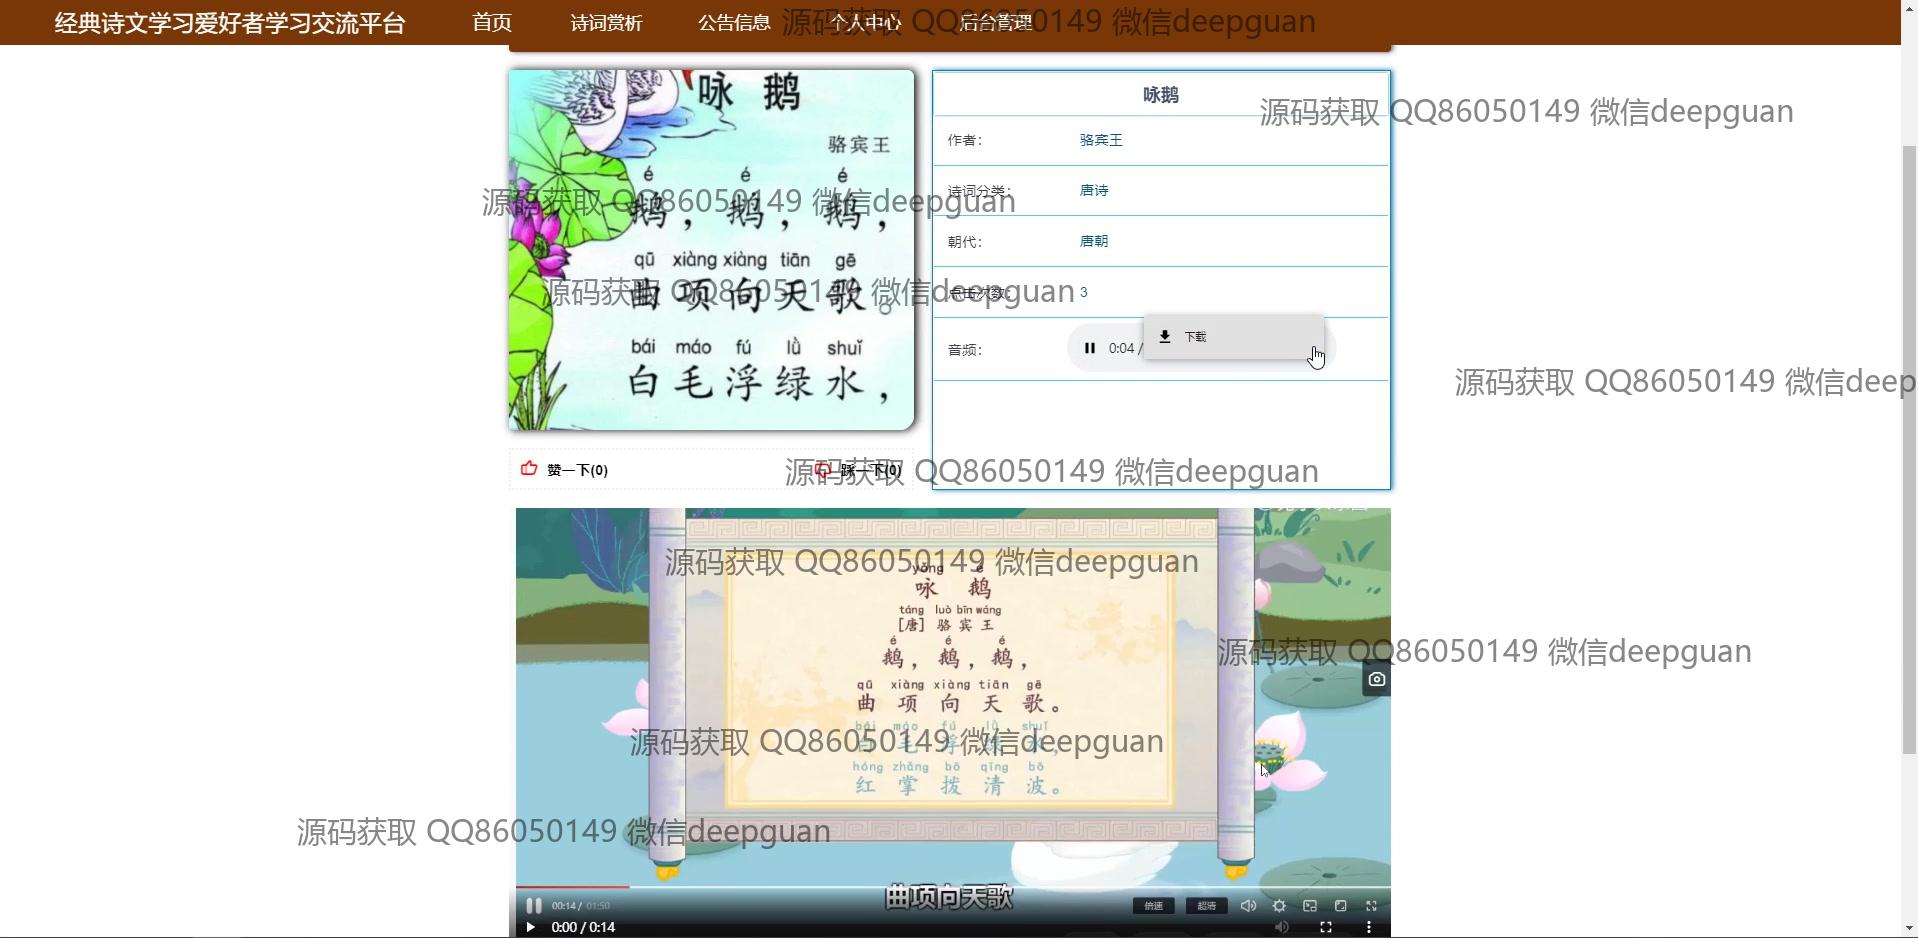 经典诗文学习爱好者学习交流平台 首页 诗词赏析 公告信息 个人中心 后台管理
源码获取 QQ86050149 微信deepguan
咏鹅
骆宾王
é é é
鹅，鹅，鹅，
qū xiàng xiàng tiān gē
曲项向天歌。
bái máo fú lǜ shuǐ
白毛浮绿水，
咏鹅
源码获取 QQ86050149 微信deepguan
作者： 骆宾王
诗词分类： 唐诗
源码获取 QQ86050149 微信deepguan
朝代： 唐朝
点击次数： 3
源码获取 QQ86050149 微信deepguan
音频： 0:04 /
下载
源码获取 QQ86050149 微信deep
赞一下(0) 踩一下(0)
源码获取 QQ86050149 微信deepguan
源码获取 QQ86050149 微信deepguan
yǒng é
咏 鹅
táng luò bīn wáng
[唐] 骆宾王
é é é
鹅，鹅，鹅，
源码获取 QQ86050149 微信deepguan
qū xiàng xiàng tiān gē
曲项向天歌。
bái máo fú lǜ shuǐ
白毛浮绿水，
源码获取 QQ86050149 微信deepguan
hóng zhǎng bō qīng bō
红掌拨清波。
源码获取 QQ86050149 微信deepguan
曲项向天歌
00:14 / 01:50 倍速 超清
0:00 / 0:14